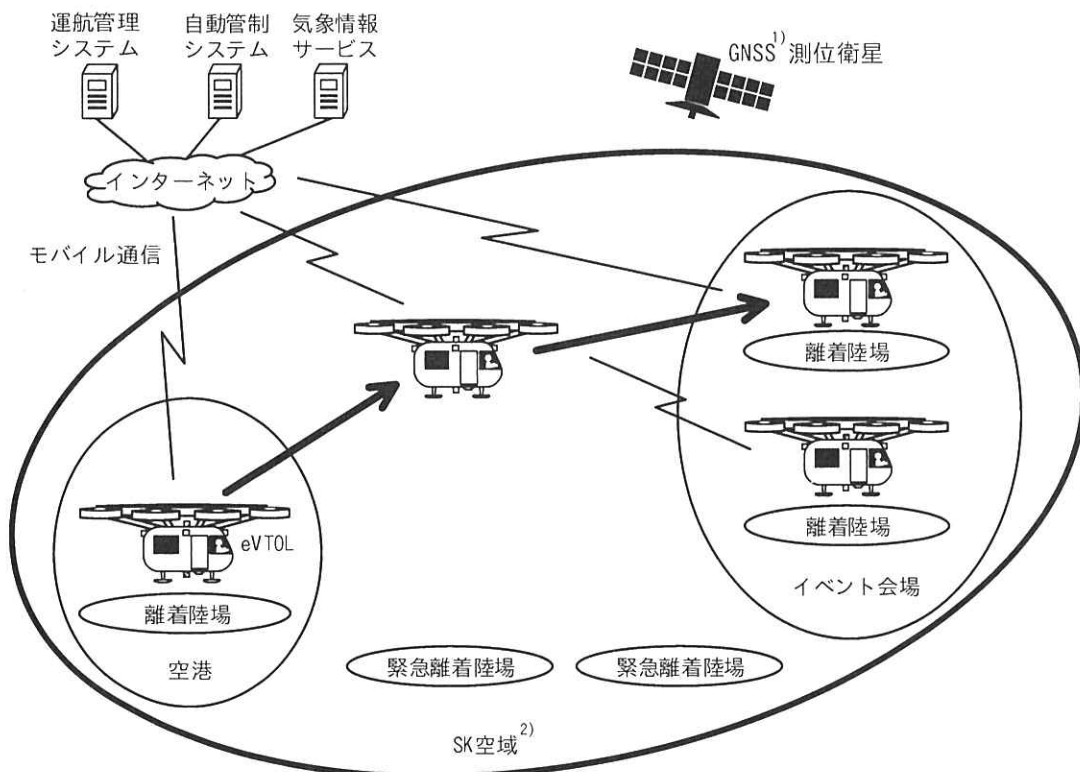 運航管理
システム
自動管制
システム
気象情報
サービス
GNSS1)測位衛星
インターネット
モバイル通信
離着陸場
離着陸場
イベント会場
eVTOL
離着陸場
空港
緊急離着陸場
緊急離着陸場
SK空域2)